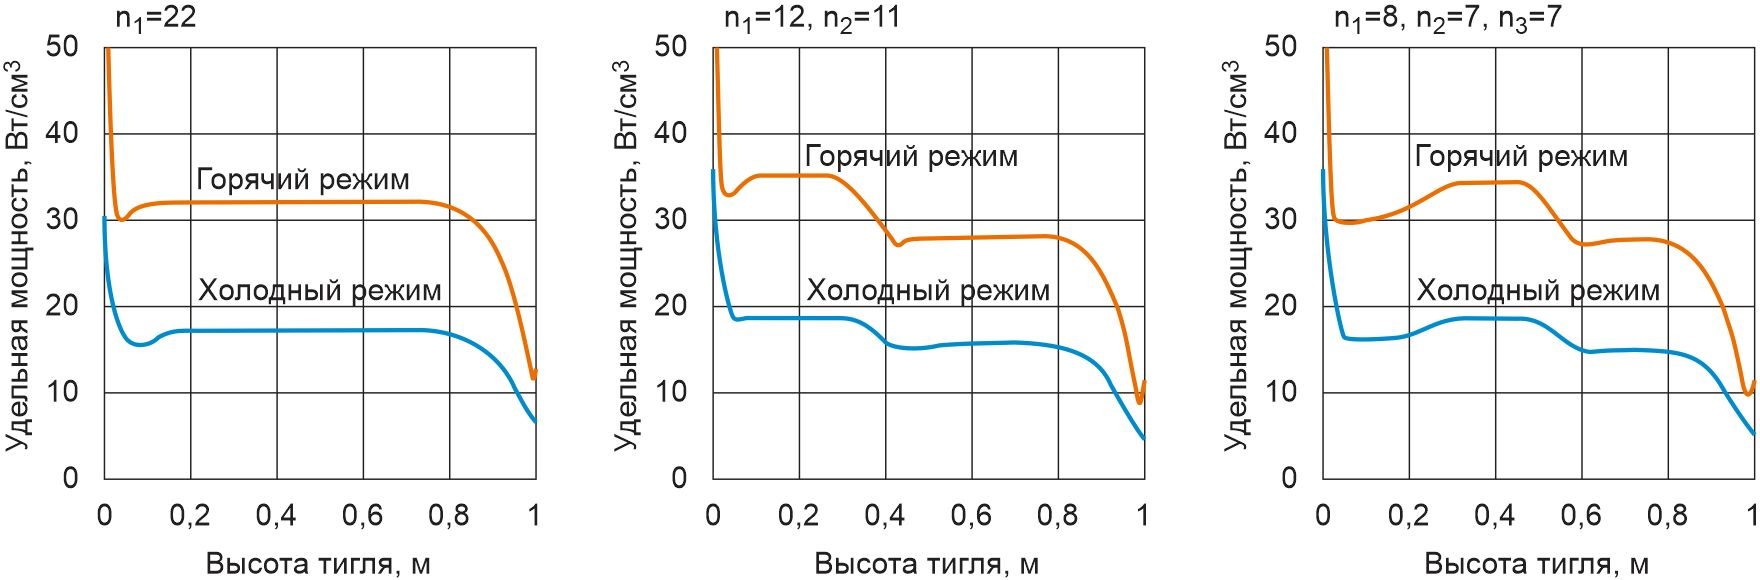 n1=22
50
40
30
20
10
0
Удельная мощность, Вт/см3
Горячий режим
Холодный режим
0 0,2 0,4 0,6 0,8 1
Высота тигля, м
n1=12, n2=11
50
40
30
20
10
0
Удельная мощность, Вт/см3
Горячий режим
Холодный режим
0 0,2 0,4 0,6 0,8 1
Высота тигля, м
n1=8, n2=7, n3=7
50
40
30
20
10
0
Удельная мощность, Вт/см3
Горячий режим
Холодный режим
0 0,2 0,4 0,6 0,8 1
Высота тигля, м